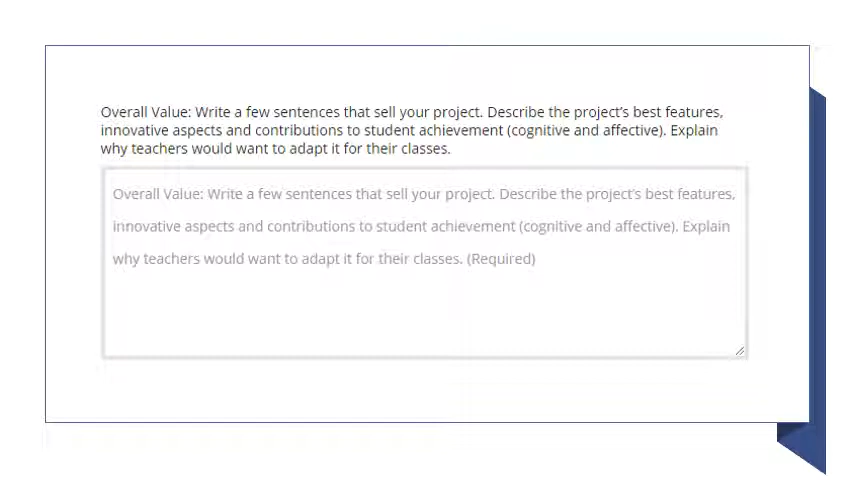 Overall Value: Write a few sentences that sell your project. Describe the project's best features,
innovative aspects and contributions to student achievement (cognitive and affective). Explain
why teachers would want to adapt it for their classes.
Overall Value: Write a few sentences that sell your project. Describe the project's best features,
innovative aspects and contributions to student achievement (cognitive and affective). Explain
why teachers would want to adapt it for their classes. (Required)